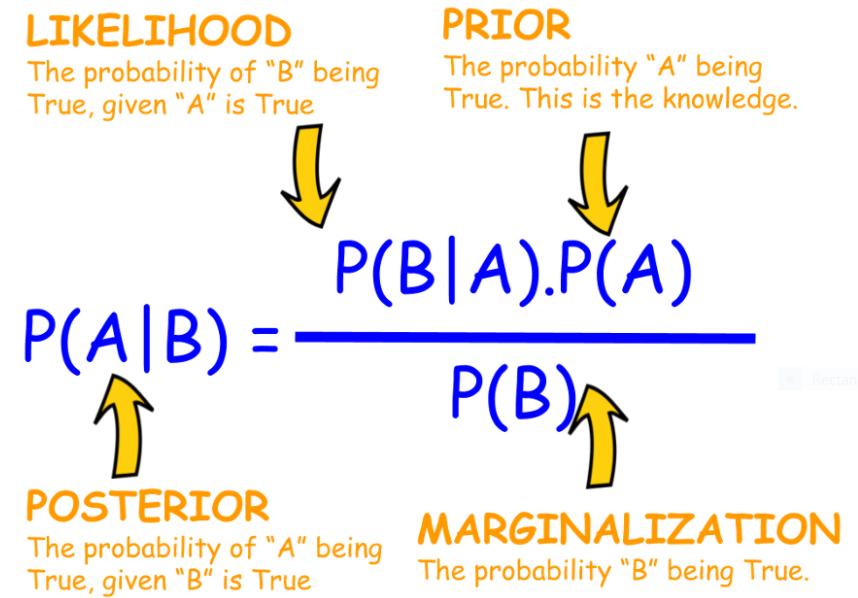 LIKELIHOOD
The probability of “B” being
True, given “A” is True
PRIOR
The probability “A” being
True. This is the knowledge.
P(B|A).P(A)
P(A|B) =
P(B)
Rectan
POSTERIOR
The probability of “A” being
True, given “B” is True
MARGINALIZATION
The probability “B” being True.